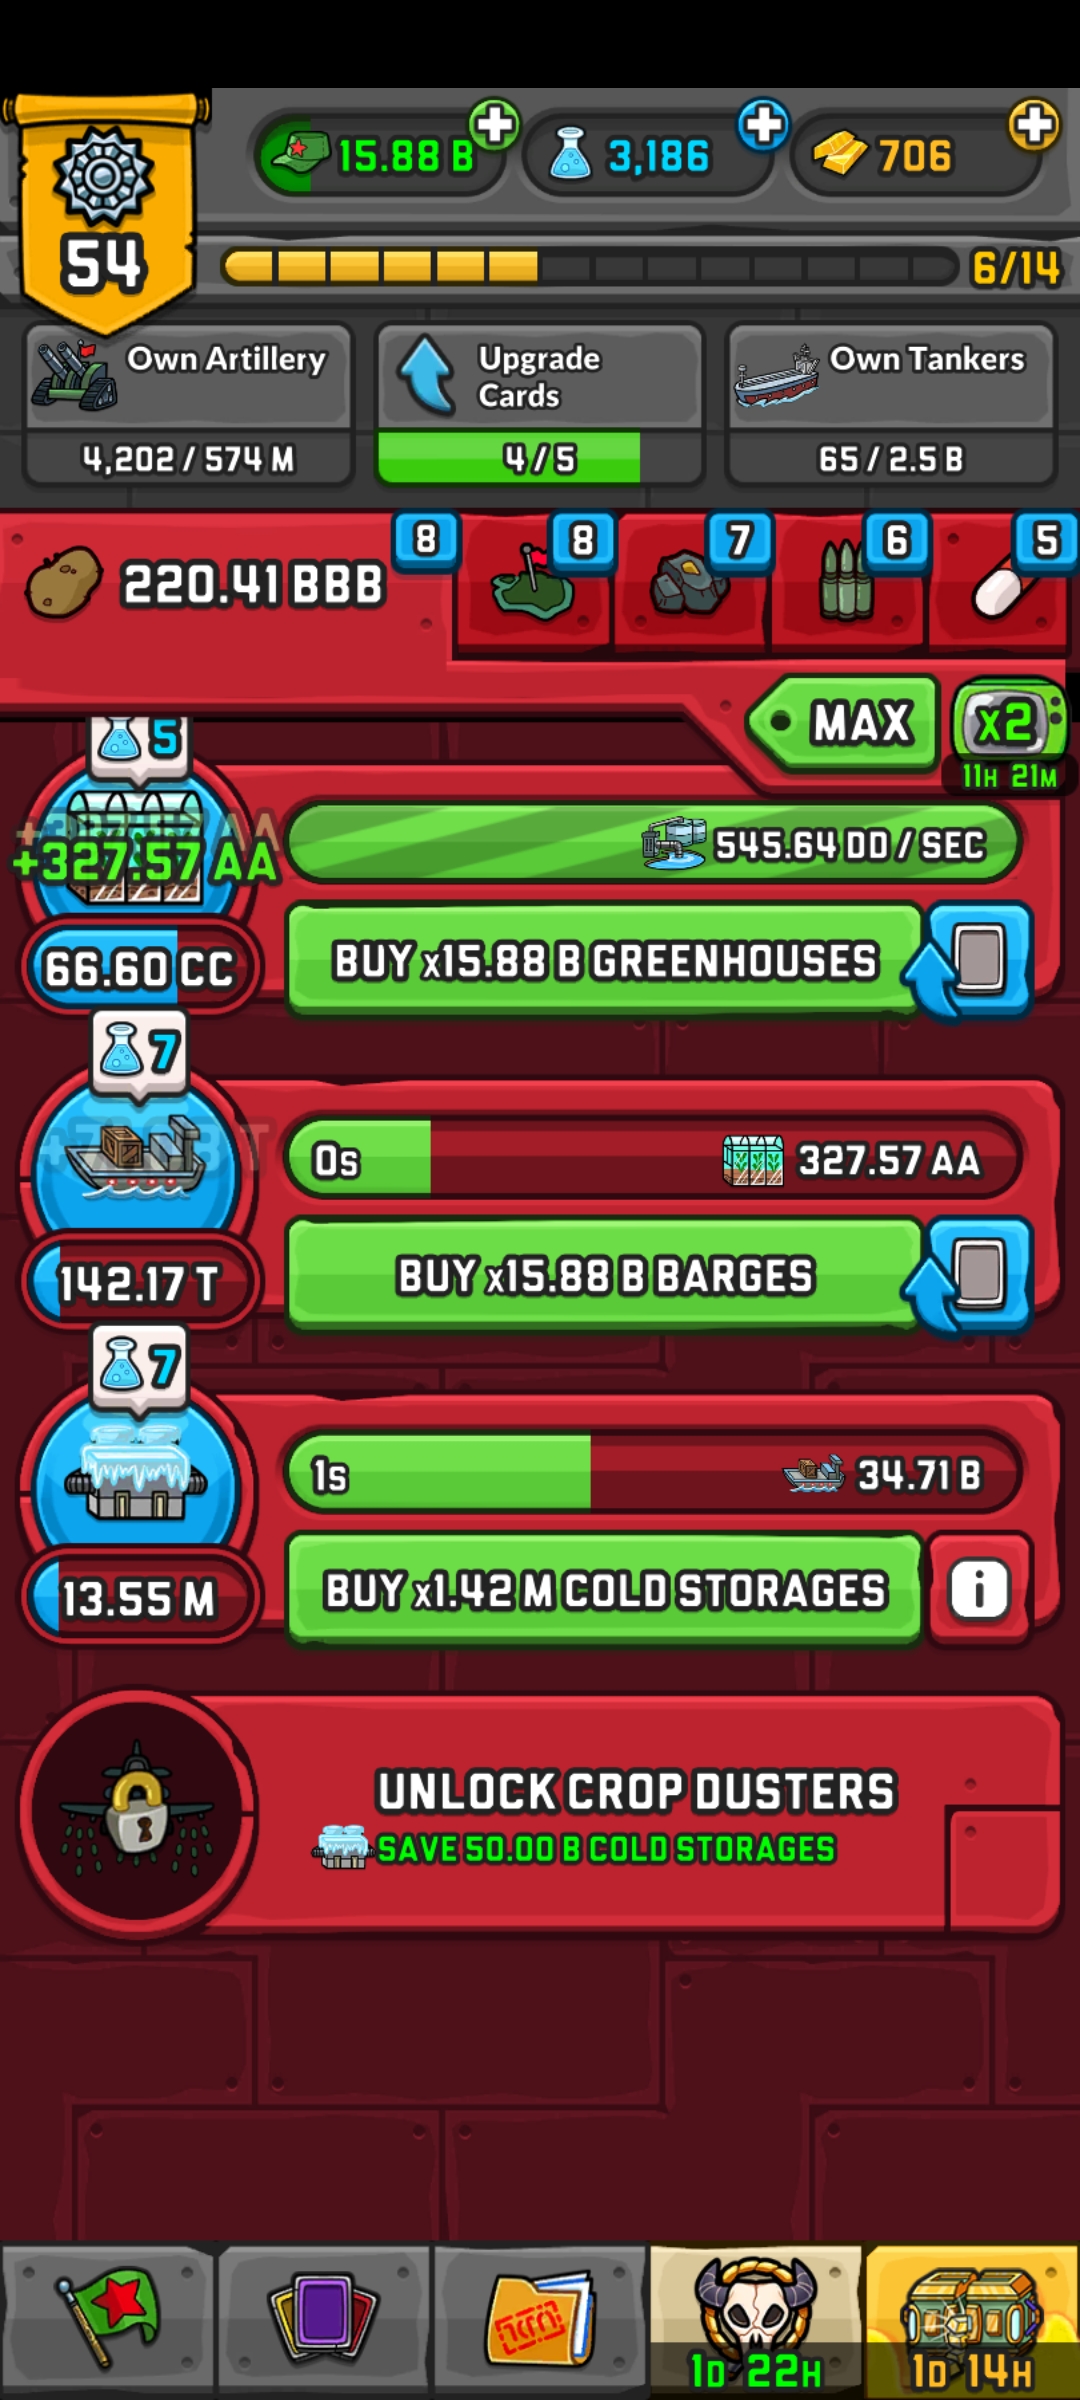 54
15.88 B
3,186
706
6/14
Own Artillery
4,202 / 574 M
Upgrade
Cards
4 / 5
Own Tankers
65 / 2.5 B
220.41 BBB
8
8
7
6
5
MAX
x2
11H 21M
5
+327.57 AA
545.64 DD / SEC
66.60 CC
BUY x15.88 B GREENHOUSES
7
0s
327.57 AA
142.17 T
BUY x15.88 B BARGES
7
1s
34.71 B
13.55 M
BUY x1.42 M COLD STORAGES
i
UNLOCK CROP DUSTERS
SAVE 50.00 B COLD STORAGES
1D 22H
1D 14H